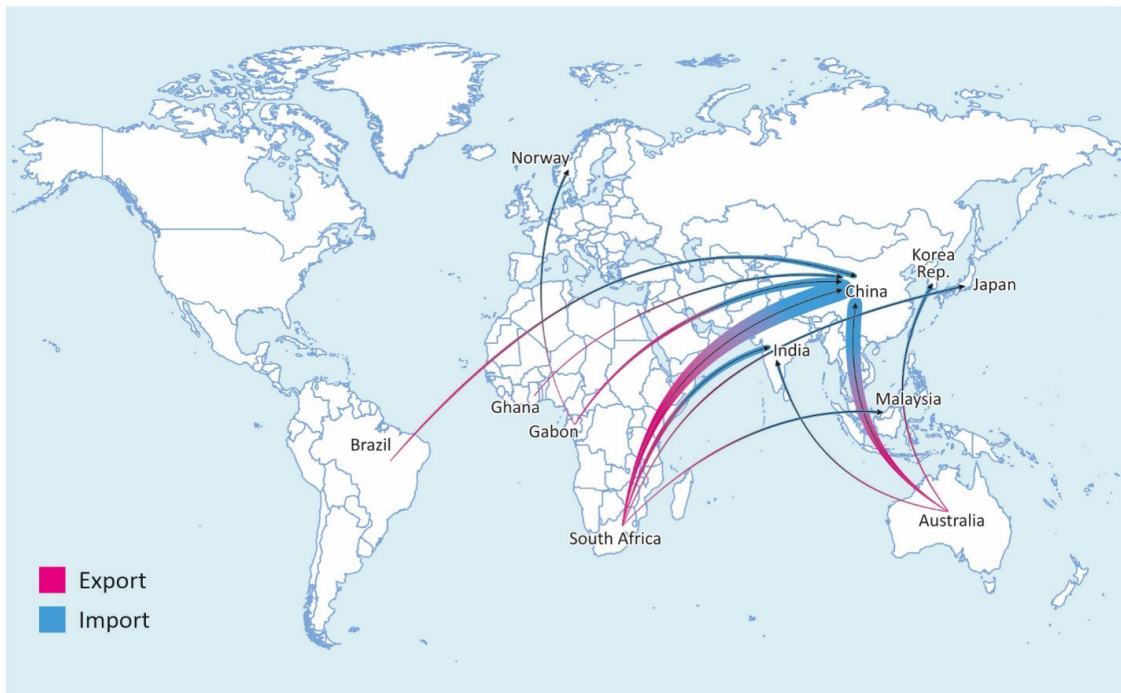 Norway
Korea
Rep.
China
Japan
India
Ghana
Malaysia
Gabon
Brazil
Australia
South Africa
Export
Import